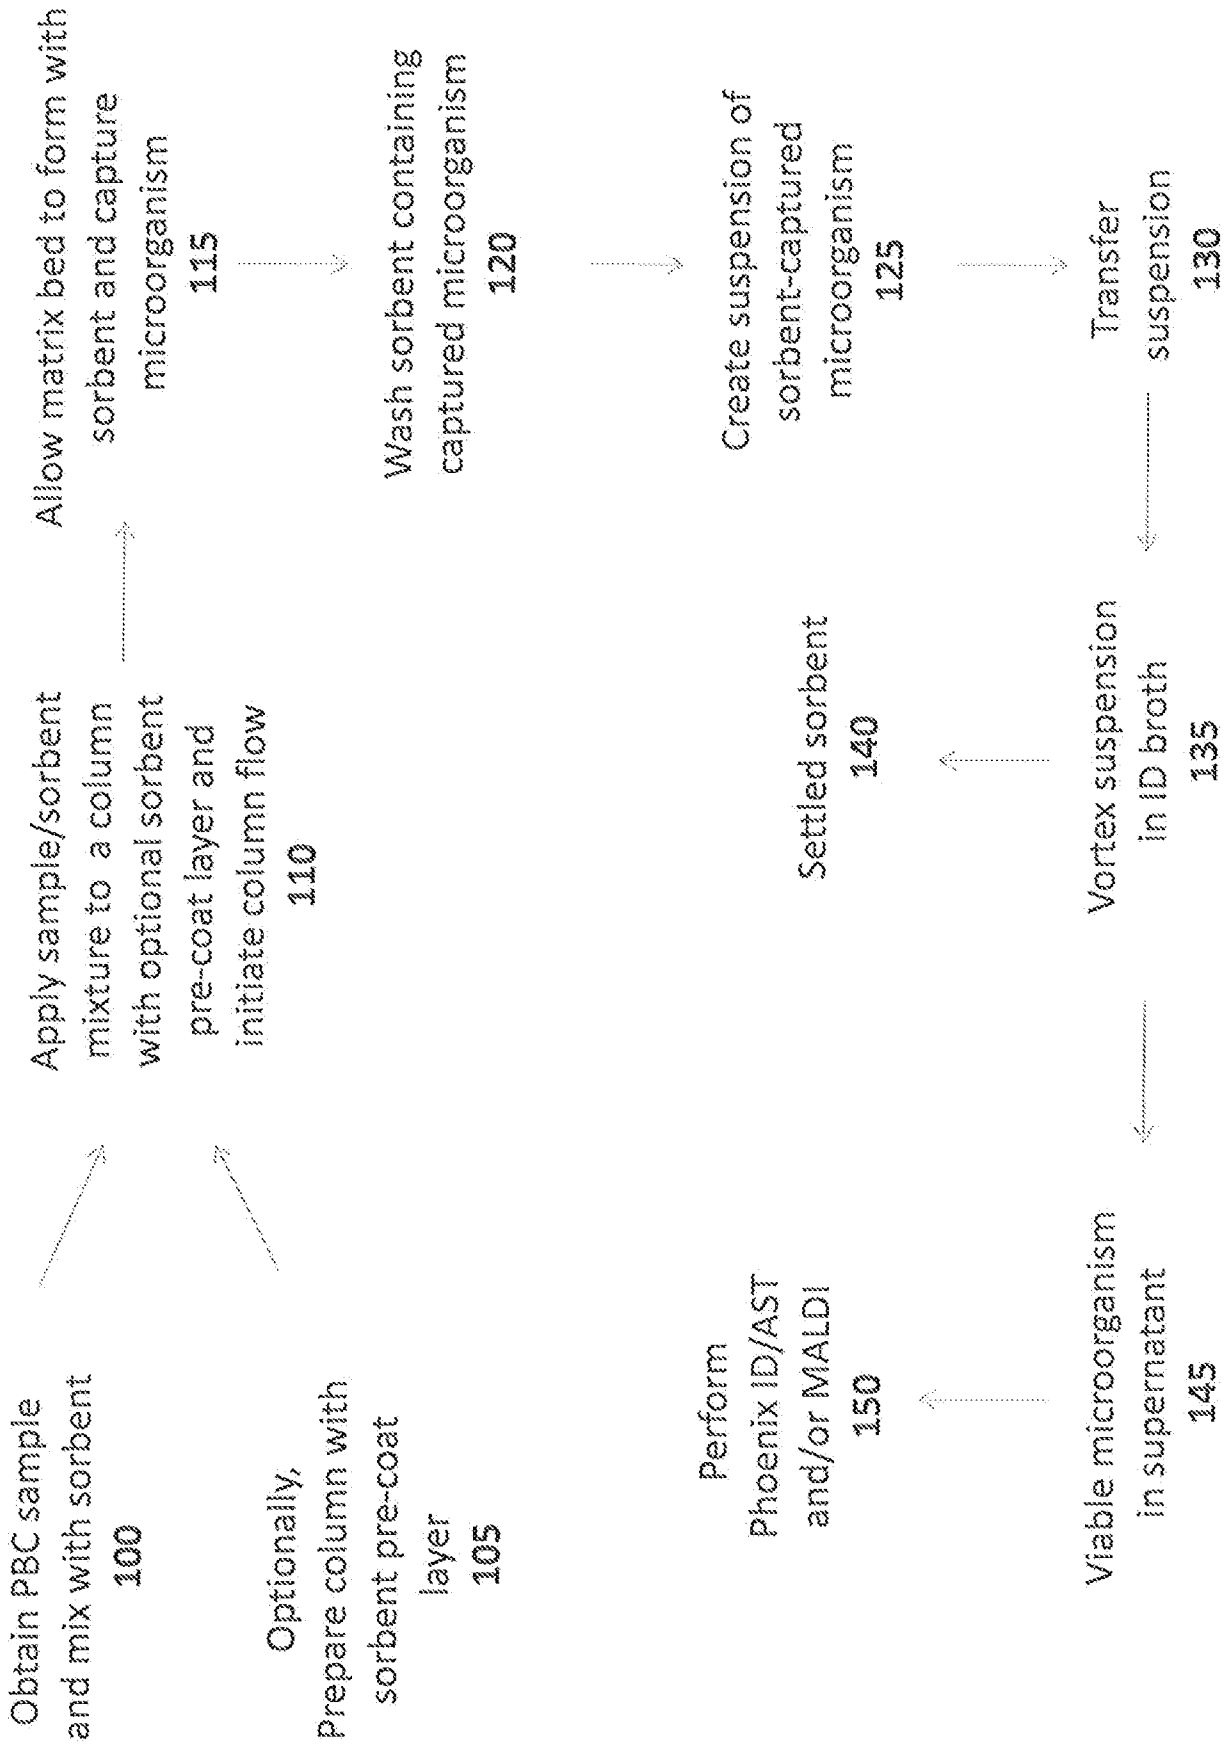 Obtain PBC sample
and mix with sorbent
100
Optionally,
Prepare column with
sorbent pre-coat
layer
105
Apply sample/sorbent
mixture to a column
with optional sorbent
pre-coat layer and
initiate column flow
110
Allow matrix bed to form with
sorbent and capture
microorganism
115
Wash sorbent containing
captured microorganism
120
Create suspension of
sorbent-captured
microorganism
125
Transfer
suspension
130
Vortex suspension
in ID broth
135
Settled sorbent
140
Viable microorganism
in supernatant
145
Perform
Phoenix ID/AST
and/or MALDI
150